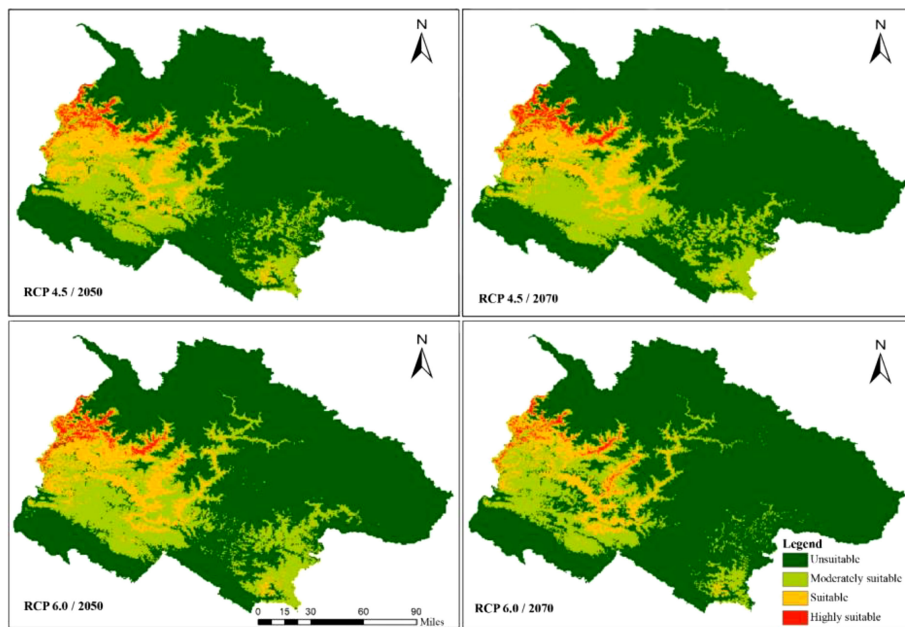 N
N
RCP 4.5 / 2050
RCP 4.5 / 2070
N
N
Legend
Unsuitable
Moderately suitable
Suitable
Highly suitable
RCP 6.0 / 2050
0 15 30 60 90
Miles
RCP 6.0 / 2070